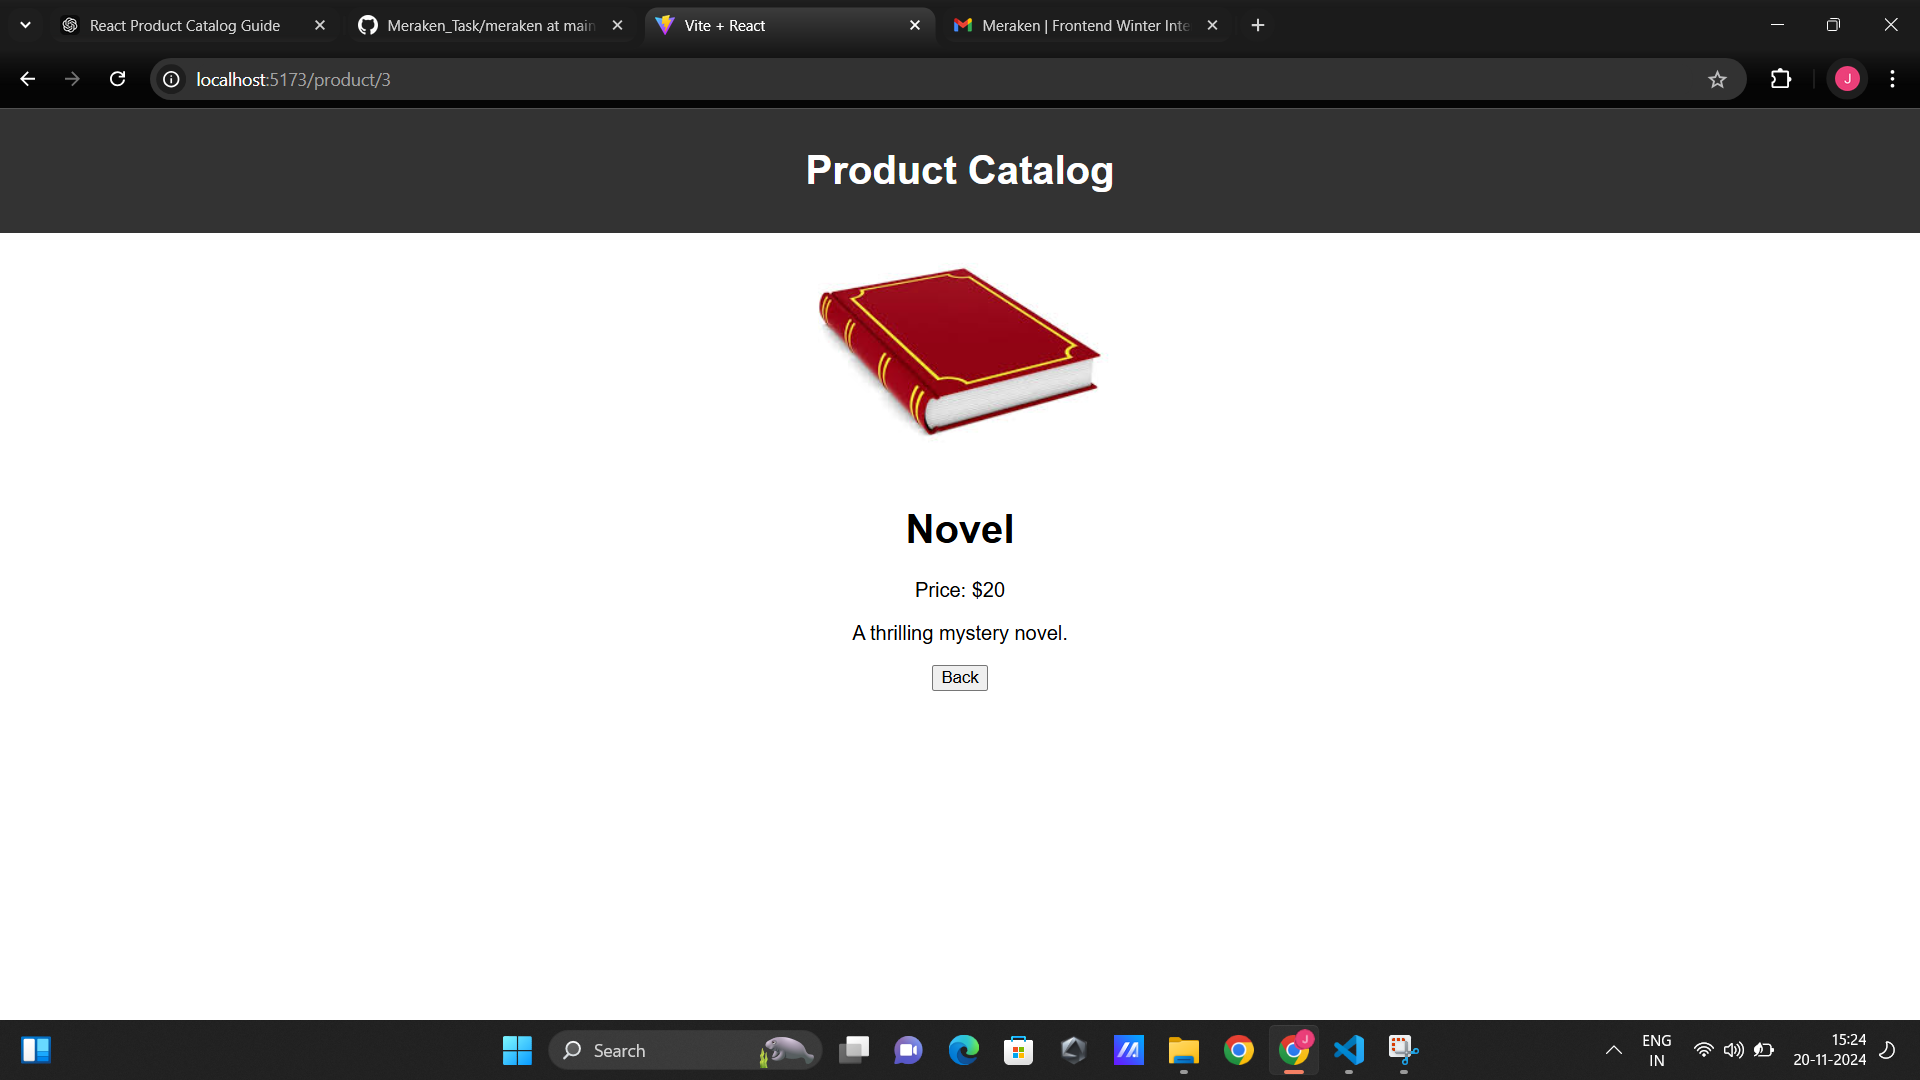 React Product Catalog Guide
Meraken_Task/meraken at main
Vite + React
Meraken | Frontend Winter Inte
localhost:5173/product/3
J
Product Catalog
Novel
Price: $20
A thrilling mystery novel.
Back
Search
J
ENG
IN
15:24
20-11-2024